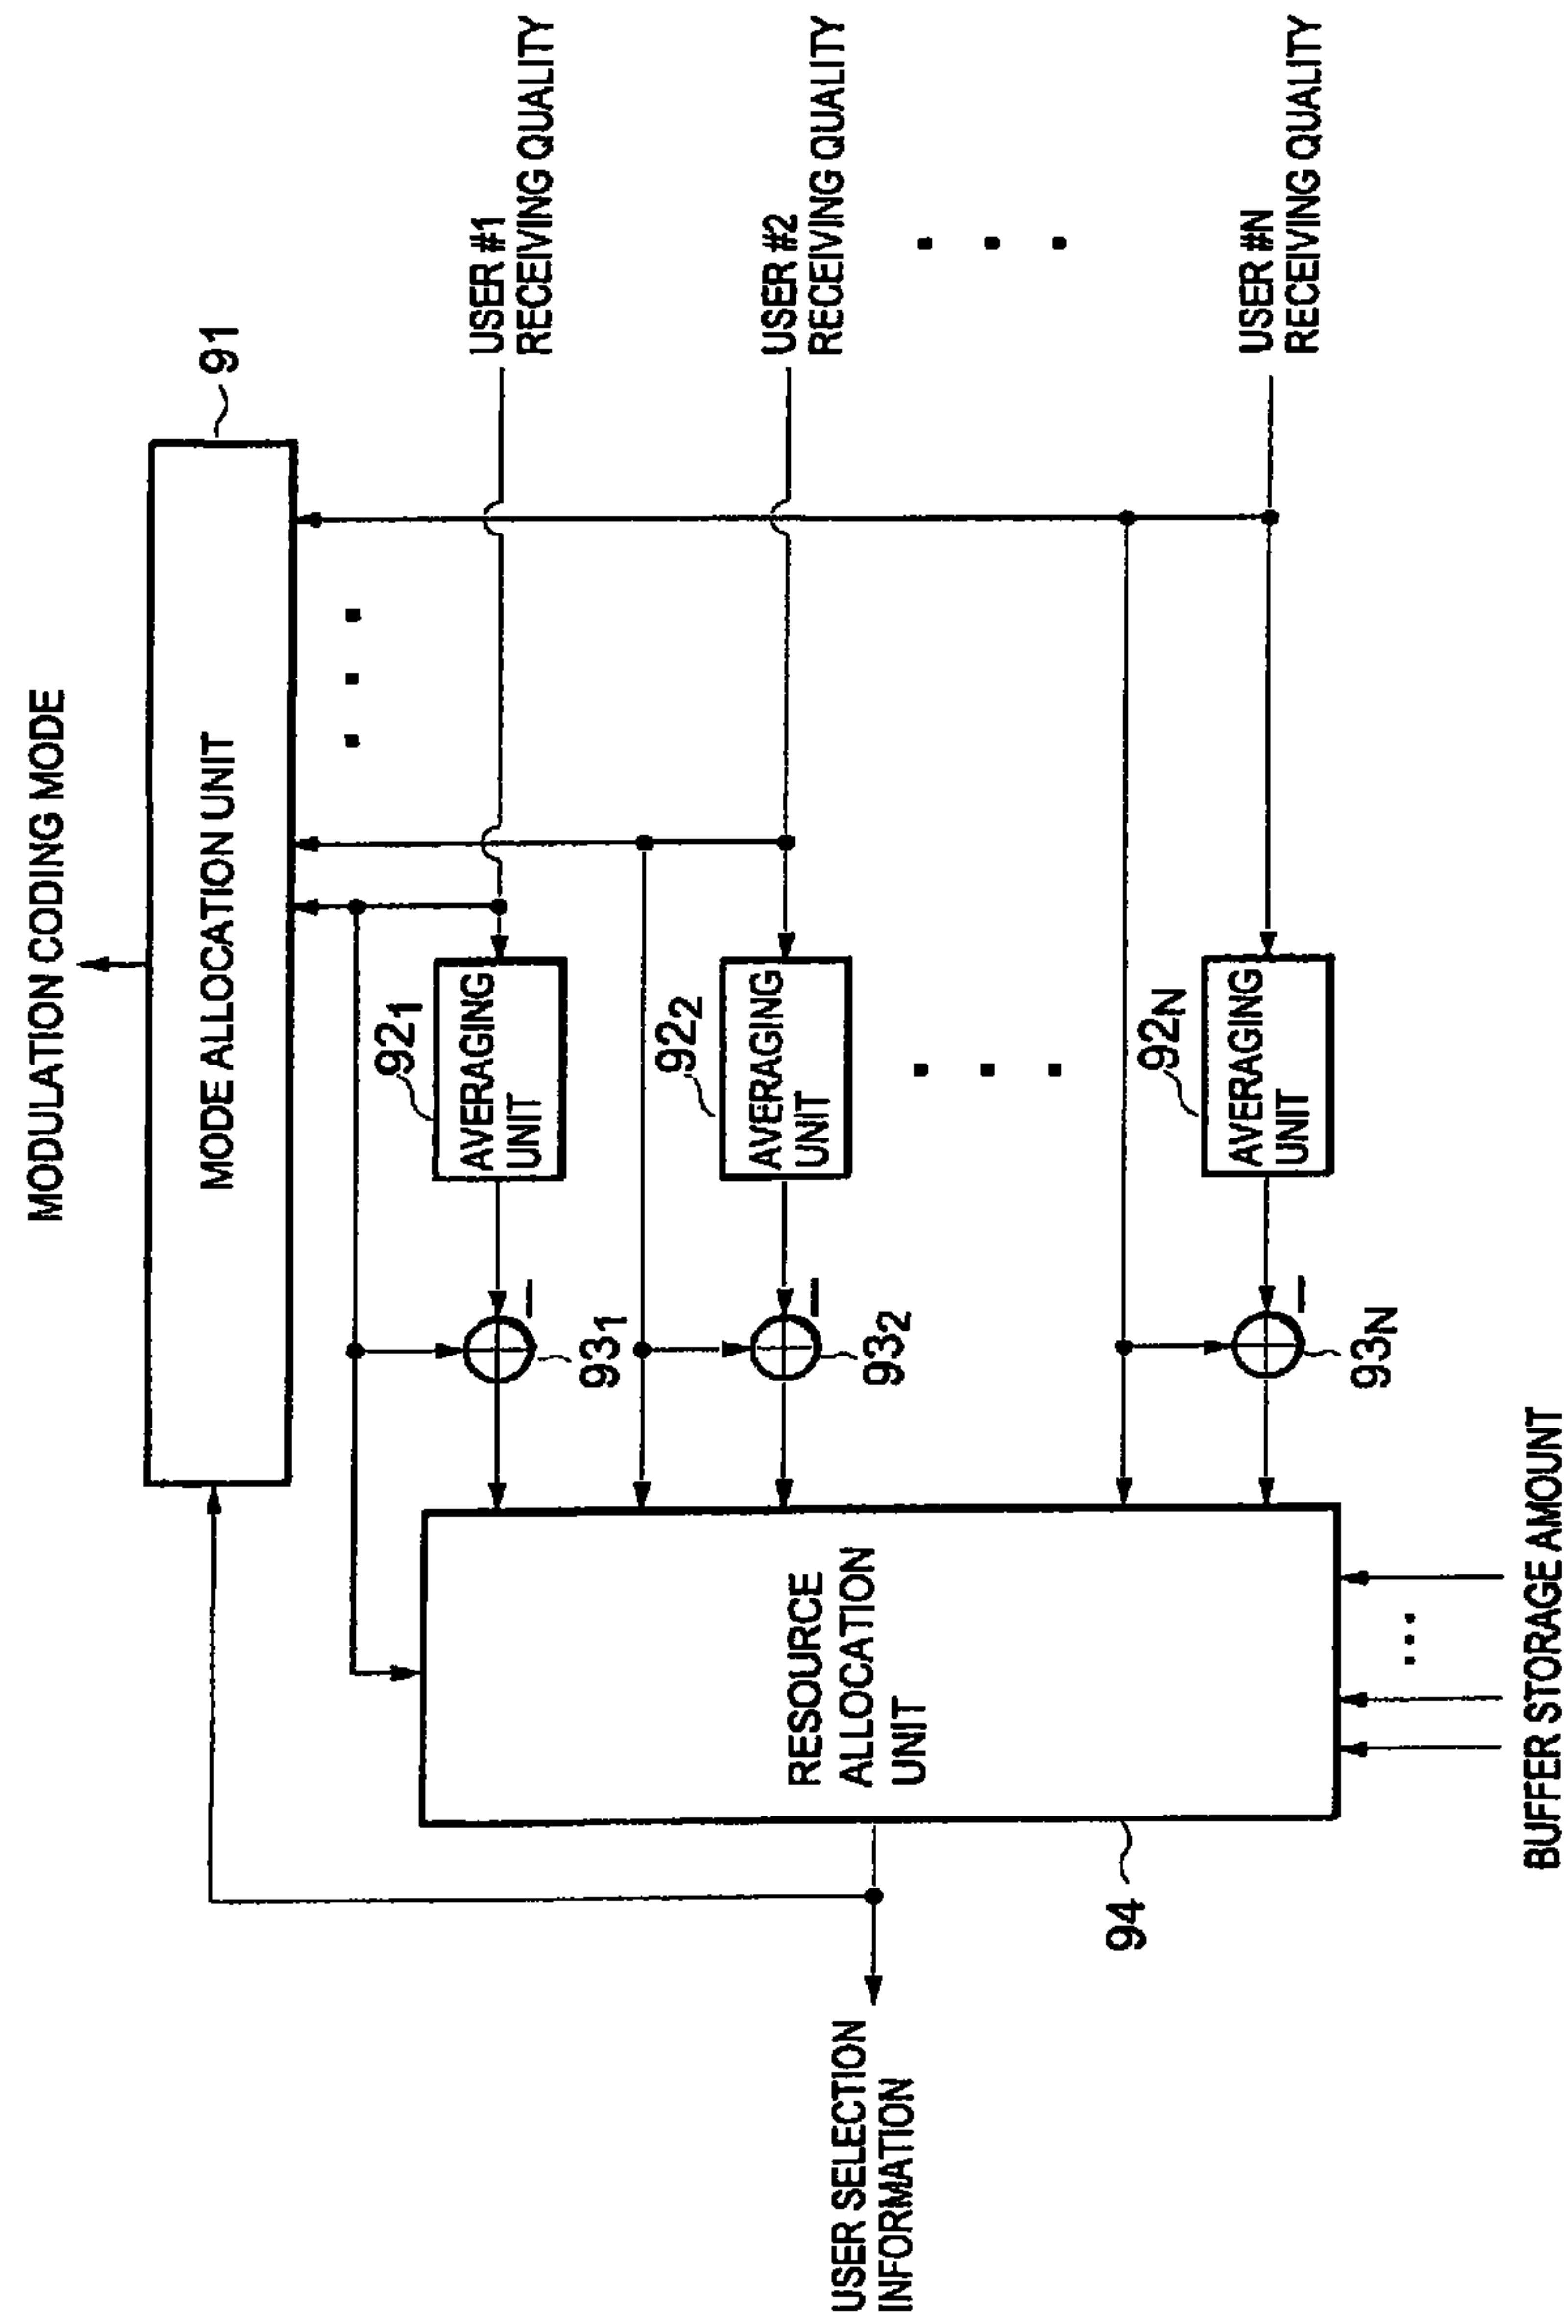 MODULATION CODING MODE
MODE ALLOCATION UNIT
91
USER #1
RECEIVING QUALITY
USER #2
RECEIVING QUALITY
USER #N
RECEIVING QUALITY
92₁
AVERAGING
UNIT
92₂
AVERAGING
UNIT
92N
AVERAGING
UNIT
93₁
93₂
93N
RESOURCE
ALLOCATION
UNIT
94
BUFFER STORAGE AMOUNT
USER SELECTION
INFORMATION